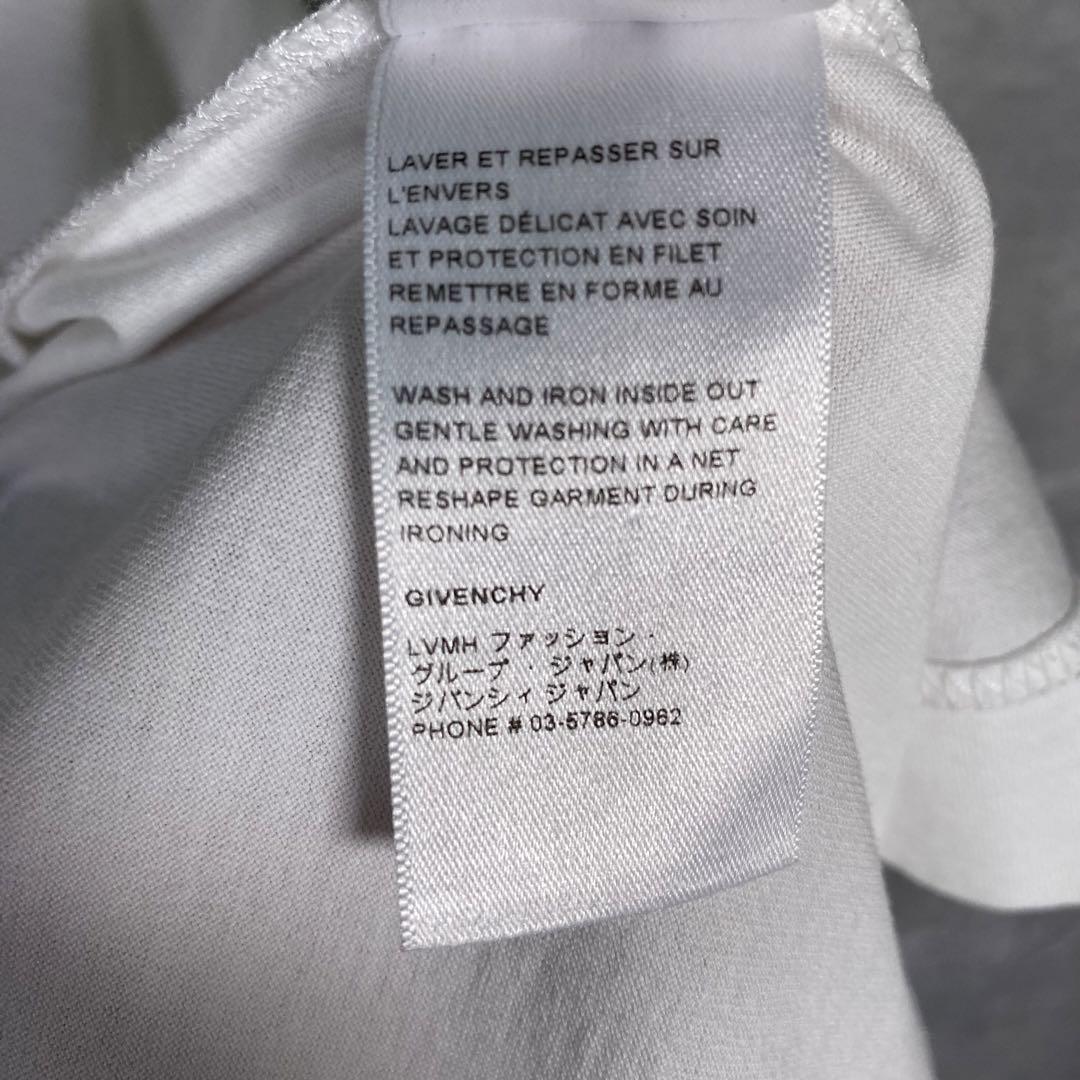 LAVER ET REPASSER SUR
L'ENVERS
LAVAGE DÉLICAT AVEC SOIN
ET PROTECTION EN FILET
REMETTRE EN FORME AU
REPASSAGE
WASH AND IRON INSIDE OUT
GENTLE WASHING WITH CARE
AND PROTECTION IN A NET
RESHAPE GARMENT DURING
IRONING
GIVENCHY
LVMH ファッション・
グループ・ジャパン(株)
ジバンシィ ジャパン
PHONE # 03-5786-0962